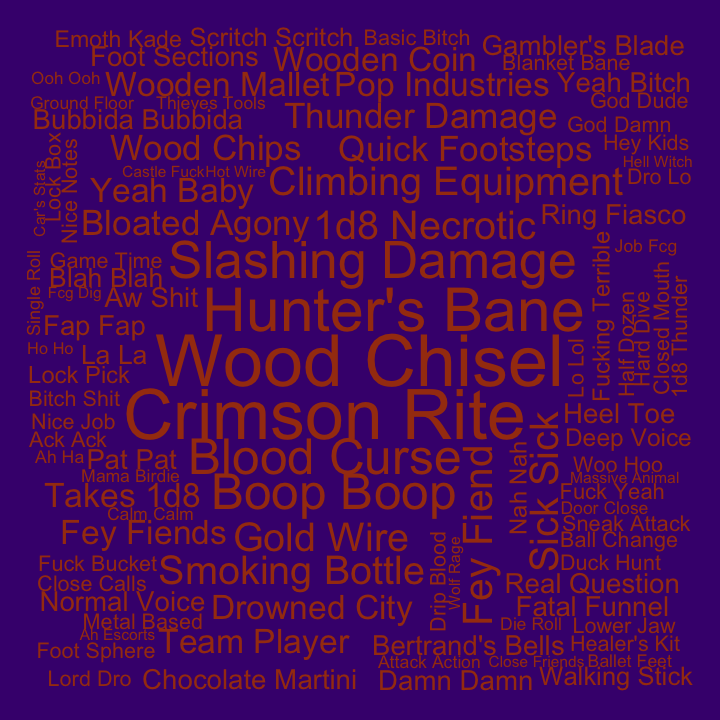 Emoth Kade
Scritch Scritch
Basic Bitch
Gambler's Blade
Foot Sections
Wooden Coin
Blanket Bane
Ooh Ooh
Wooden Mallet
Pop Industries
Yeah Bitch
Ground Floor
Thieves Tools
God Dude
Bubbida Bubbida
Thunder Damage
God Damn
Lock Box
Nice Notes
Wood Chips
Quick Footsteps
Hey Kids
Hell Witch
Car's Stats
Castle Fuck
Hot Wire
Climbing Equipment
Dro Lo
Yeah Baby
Bloated Agony
1d8 Necrotic
Ring Fiasco
Job Fcg
Single Roll
Game Time
Slashing Damage
Blah Blah
Fcg Dig
Aw Shit
Hunter's Bane
Fucking Terrible
Half Dozen
Hard Dive
Closed Mouth
1d8 Thunder
Fap Fap
Ho Ho
La La
Wood Chisel
Lo Lol
Lock Pick
Bitch Shit
Crimson Rite
Nice Job
Heel Toe
Ack Ack
Deep Voice
Ah Ha
Pat Pat
Blood Curse
Sick Sick
Nah Nah
Fey Fiend
Woo Hoo
Mama Birdie
Massive Animal
Takes 1d8
Boop Boop
Fuck Yeah
Calm Calm
Door Close
Fey Fiends
Gold Wire
Sneak Attack
Ball Change
Drip Blood
Wolf Rage
Fuck Bucket
Smoking Bottle
Duck Hunt
Close Calls
Real Question
Normal Voice
Drowned City
Fatal Funnel
Metal Based
Die Roll
Lower Jaw
Ah Escorts
Foot Sphere
Team Player
Bertrand's Bells
Healer's Kit
Attack Action
Close Friends
Ballet Feet
Lord Dro
Chocolate Martini
Damn Damn
Walking Stick